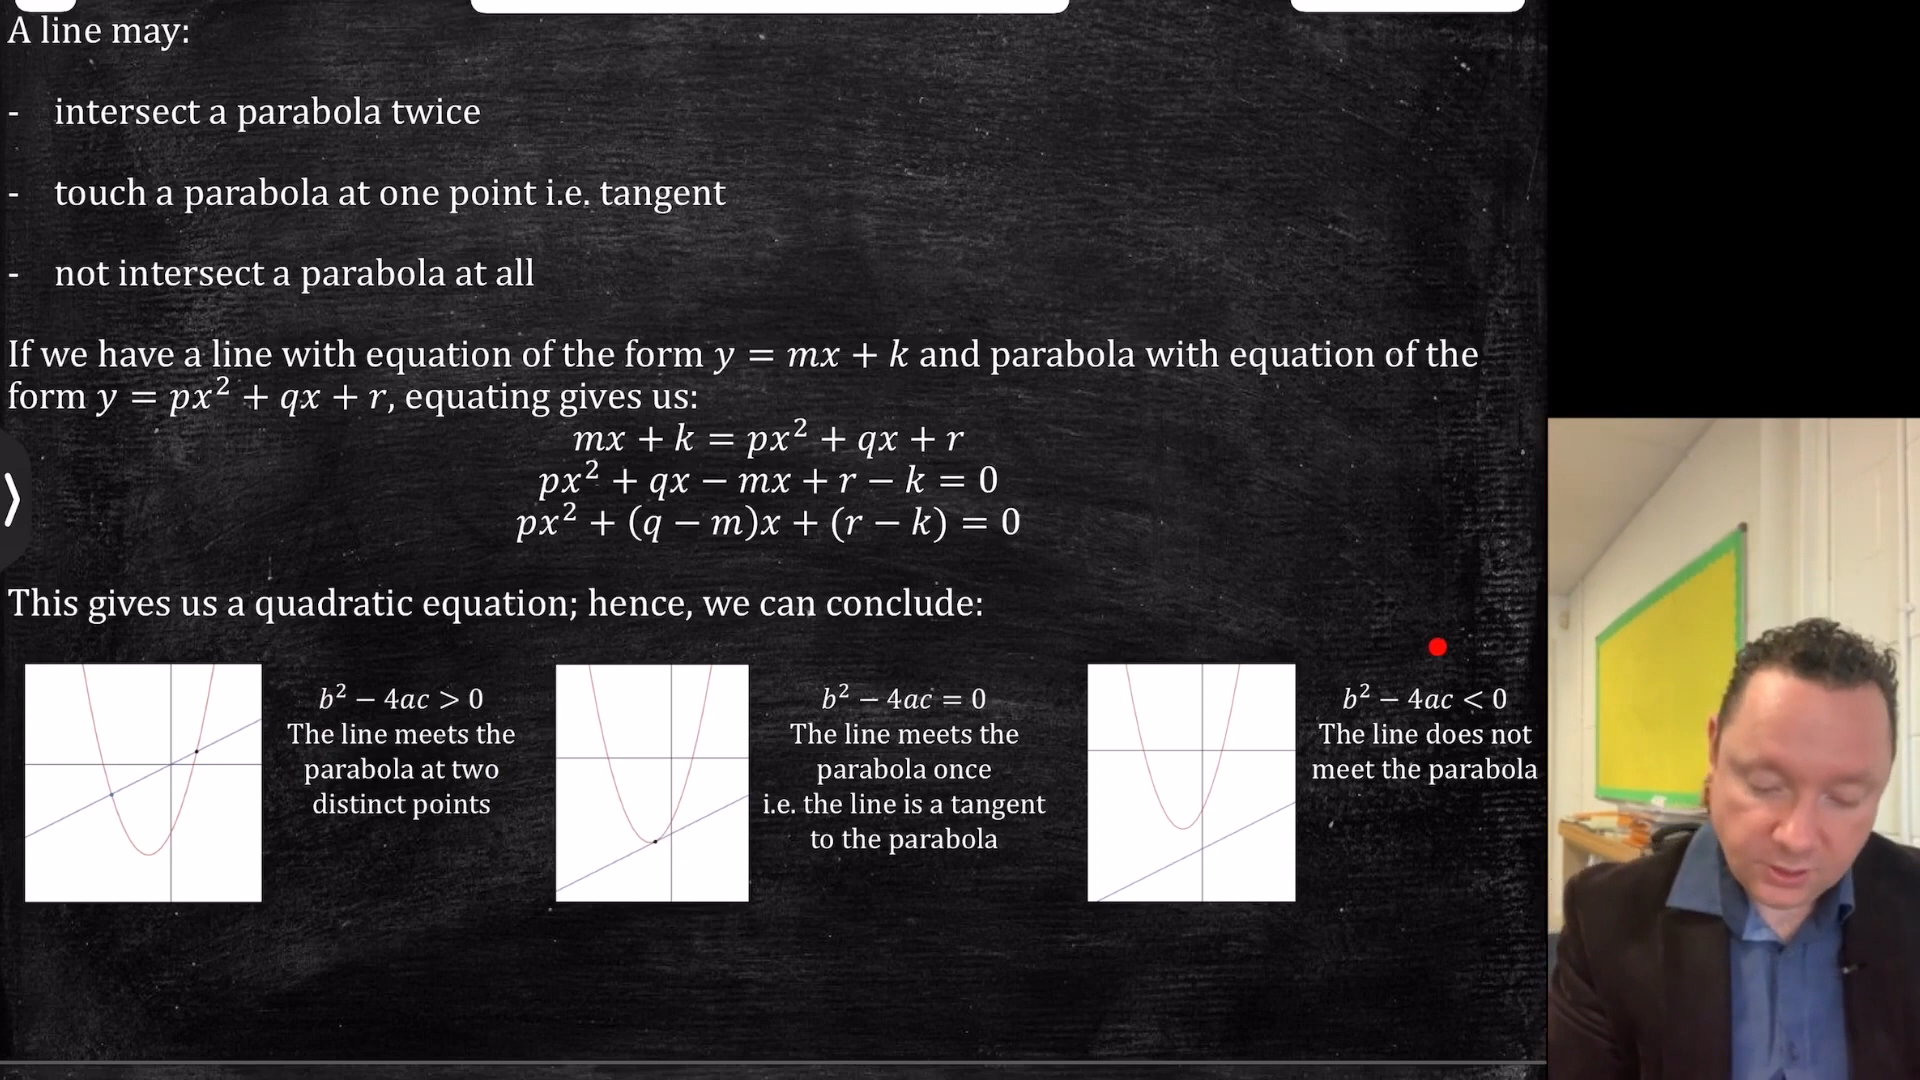 A line may:
- intersect a parabola twice
- touch a parabola at one point i.e. tangent
- not intersect a parabola at all
If we have a line with equation of the form y = mx + k and parabola with equation of the
form y = px² + qx + r, equating gives us:
mx + k = px² + qx + r
px² + qx − mx + r − k = 0
px² + (q − m)x + (r − k) = 0
This gives us a quadratic equation; hence, we can conclude:
b² − 4ac > 0
The line meets the
parabola at two
distinct points
b² − 4ac = 0
The line meets the
parabola once
i.e. the line is a tangent
to the parabola
b² − 4ac < 0
The line does not
meet the parabola